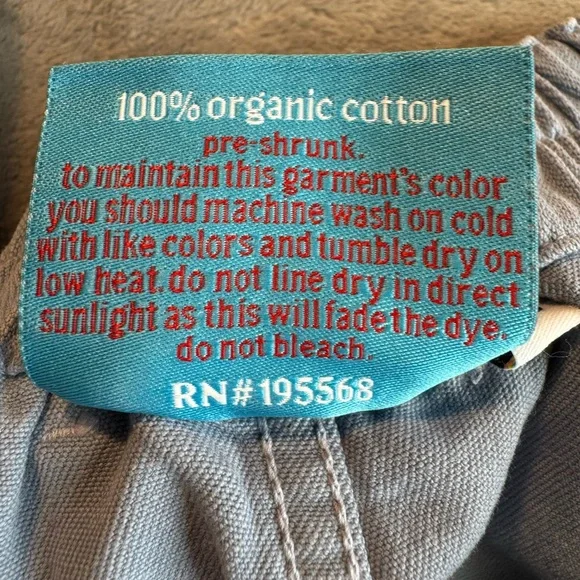 100% organic cotton
pre-shrunk.
to maintain this garment's color
you should machine wash on cold
with like colors and tumble dry on
low heat. do not line dry in direct
sunlight as this will fade the dye.
do not bleach.
RN#195568